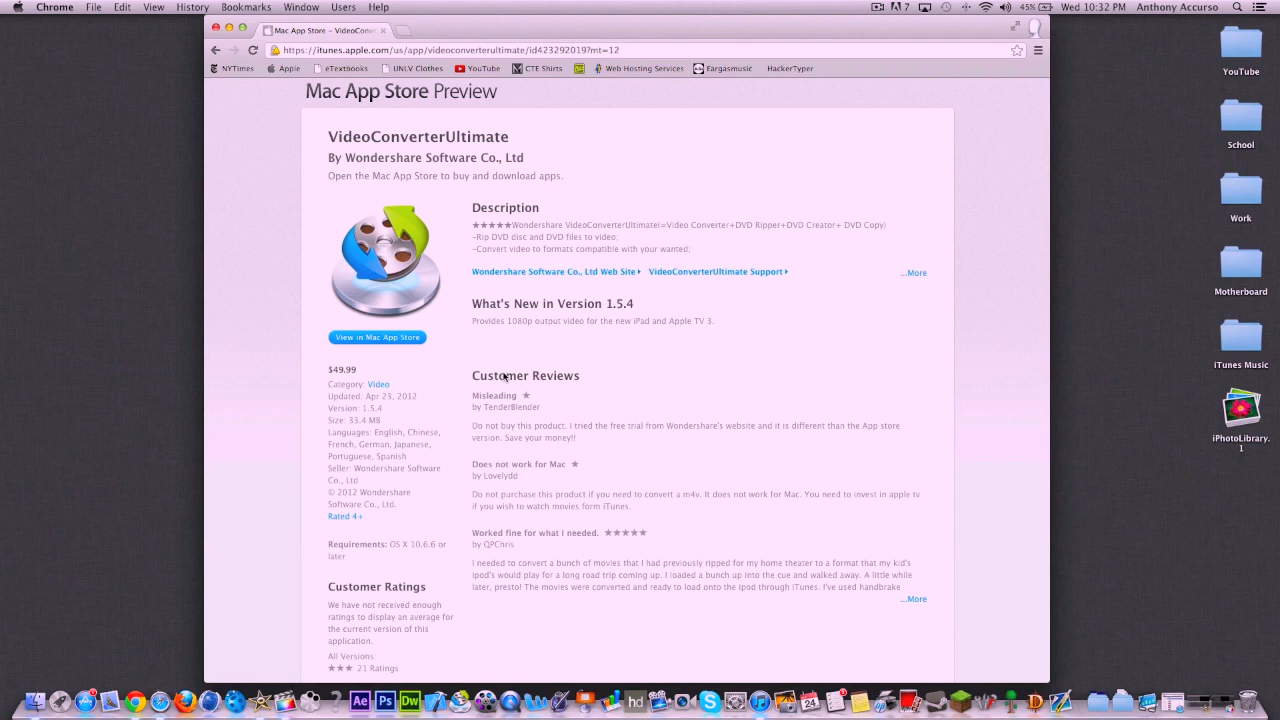 Chrome File Edit View History Bookmarks Window Users Help
7 45% Wed 10:32 PM Anthony Accurso
Mac App Store – VideoConve
https://itunes.apple.com/us/app/videoconverterultimate/id423292019?mt=12
NYTimes Apple eTextbooks UNLV Clothes YouTube CTE Shirts Web Hosting Services Fargasmusic HackerTyper
Mac App Store Preview
VideoConverterUltimate
By Wondershare Software Co., Ltd
Open the Mac App Store to buy and download apps.
View in Mac App Store
$49.99
Category: Video
Updated: Apr 23, 2012
Version: 1.5.4
Size: 33.4 MB
Languages: English, Chinese,
French, German, Japanese,
Portuguese, Spanish
Seller: Wondershare Software
Co., Ltd
© 2012 Wondershare
Software Co., Ltd.
Rated 4+
Requirements: OS X 10.6.6 or
later
Customer Ratings
We have not received enough
ratings to display an average for
the current version of this
application.
All Versions:
★★★ 21 Ratings
Description
★★★★★Wondershare VideoConverterUltimate(=Video Converter+DVD Ripper+DVD Creator+ DVD Copy)
-Rip DVD disc and DVD files to video;
-Convert video to formats compatible with your wanted;
Wondershare Software Co., Ltd Web Site VideoConverterUltimate Support ...More
What's New in Version 1.5.4
Provides 1080p output video for the new iPad and Apple TV 3.
Customer Reviews
Misleading ★
by TenderBlender
Do not buy this product. I tried the free trial from Wondershare's website and it is different than the App store
version. Save your money!!
Does not work for Mac ★
by Lovelydd
Do not purchase this product if you need to convert a m4v. It does not work for Mac. You need to invest in apple tv
if you wish to watch movies form iTunes.
Worked fine for what I needed. ★★★★★
by QPChris
I needed to convert a bunch of movies that I had previously ripped for my home theater to a format that my kid's
ipod's would play for a long road trip coming up. I loaded a bunch up into the cue and walked away. A little while
later, presto! The movies were converted and ready to load onto the ipod through iTunes. I've used handbrake
...More
YouTube
School
Work
Motherboard
iTunes Music
iPhotoLibrary.
1
Ae Ps Dw hd S 24